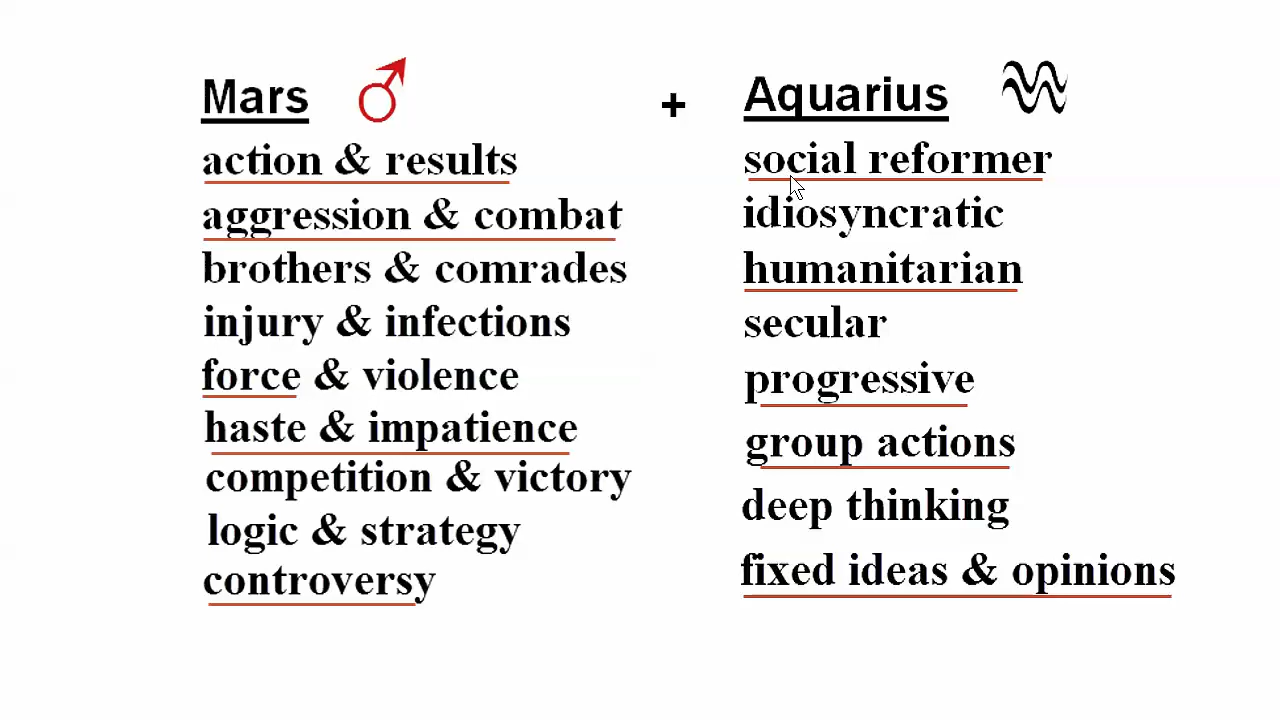 Mars
action & results
aggression & combat
brothers & comrades
injury & infections
force & violence
haste & impatience
competition & victory
logic & strategy
controversy
+
Aquarius
social reformer
idiosyncratic
humanitarian
secular
progressive
group actions
deep thinking
fixed ideas & opinions